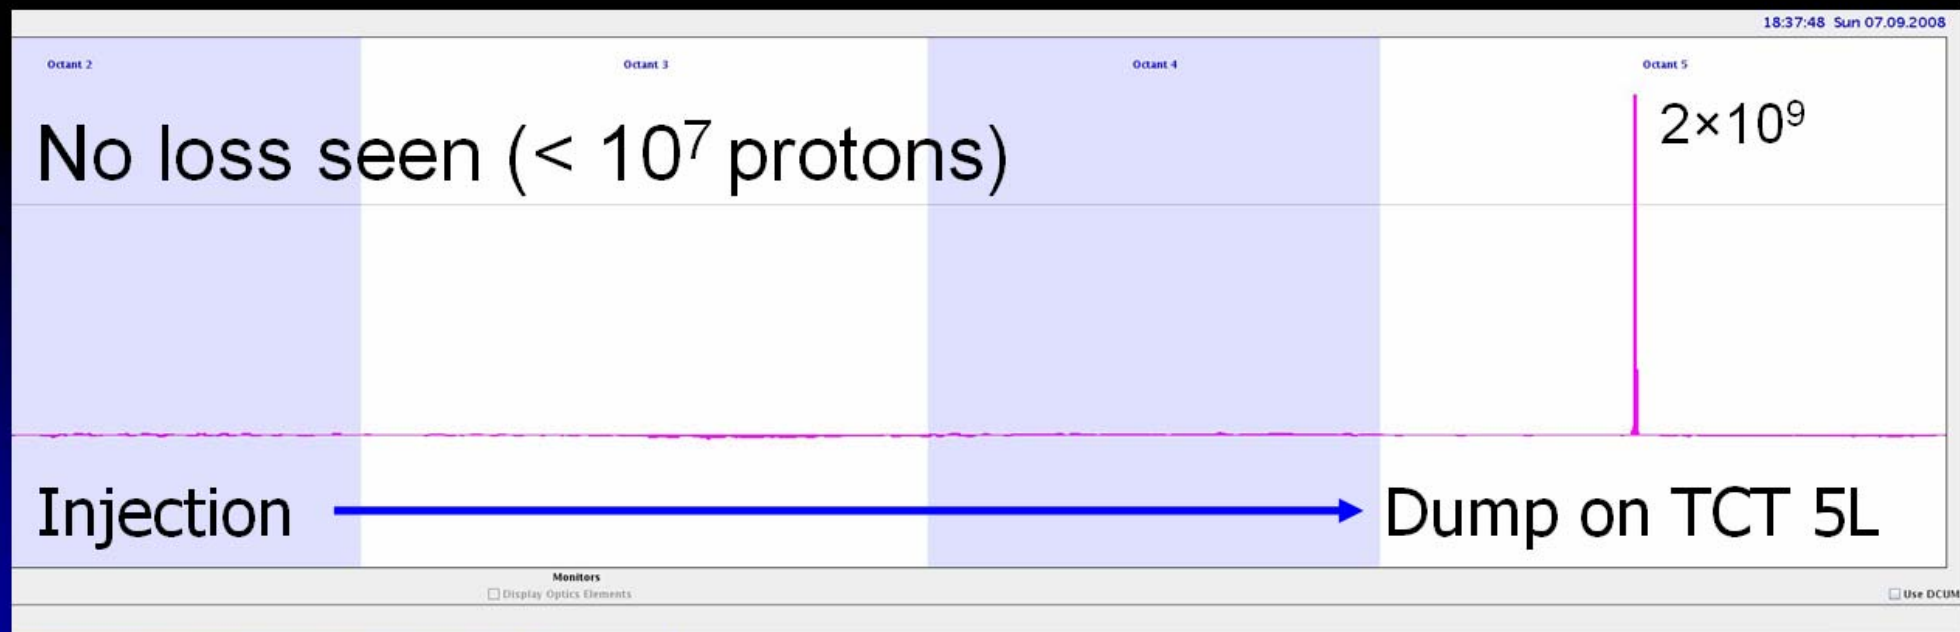 18:37:48 Sun 07.09.2008
Octant 2 Octant 3 Octant 4 Octant 5
No loss seen (< 10⁷ protons)
2×10⁹
Injection Dump on TCT 5L
Monitors
Display Optics Elements Use DCUM